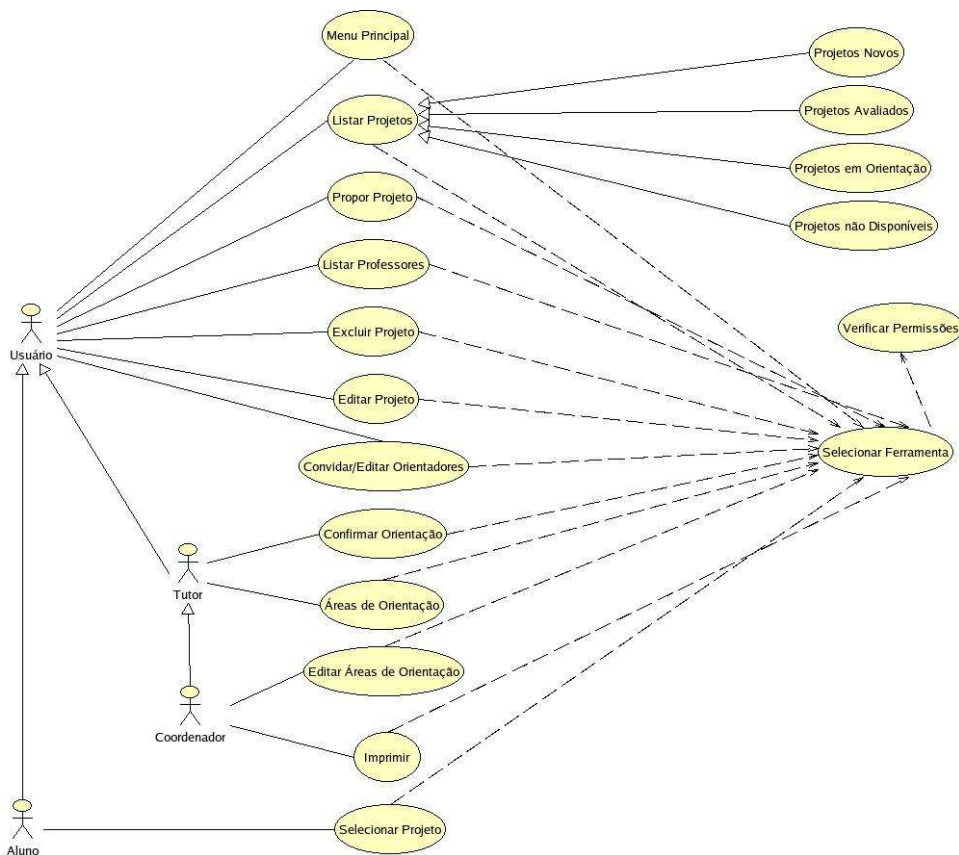 Menu Principal
Projetos Novos
Listar Projetos
Projetos Avaliados
Projetos em Orientação
Propor Projeto
Projetos não Disponíveis
Listar Professores
Usuário
Excluir Projeto
Verificar Permissões
Editar Projeto
Selecionar Ferramenta
Convidar/Editar Orientadores
Confirmar Orientação
Tutor
Áreas de Orientação
Editar Áreas de Orientação
Coordenador
Imprimir
Selecionar Projeto
Aluno